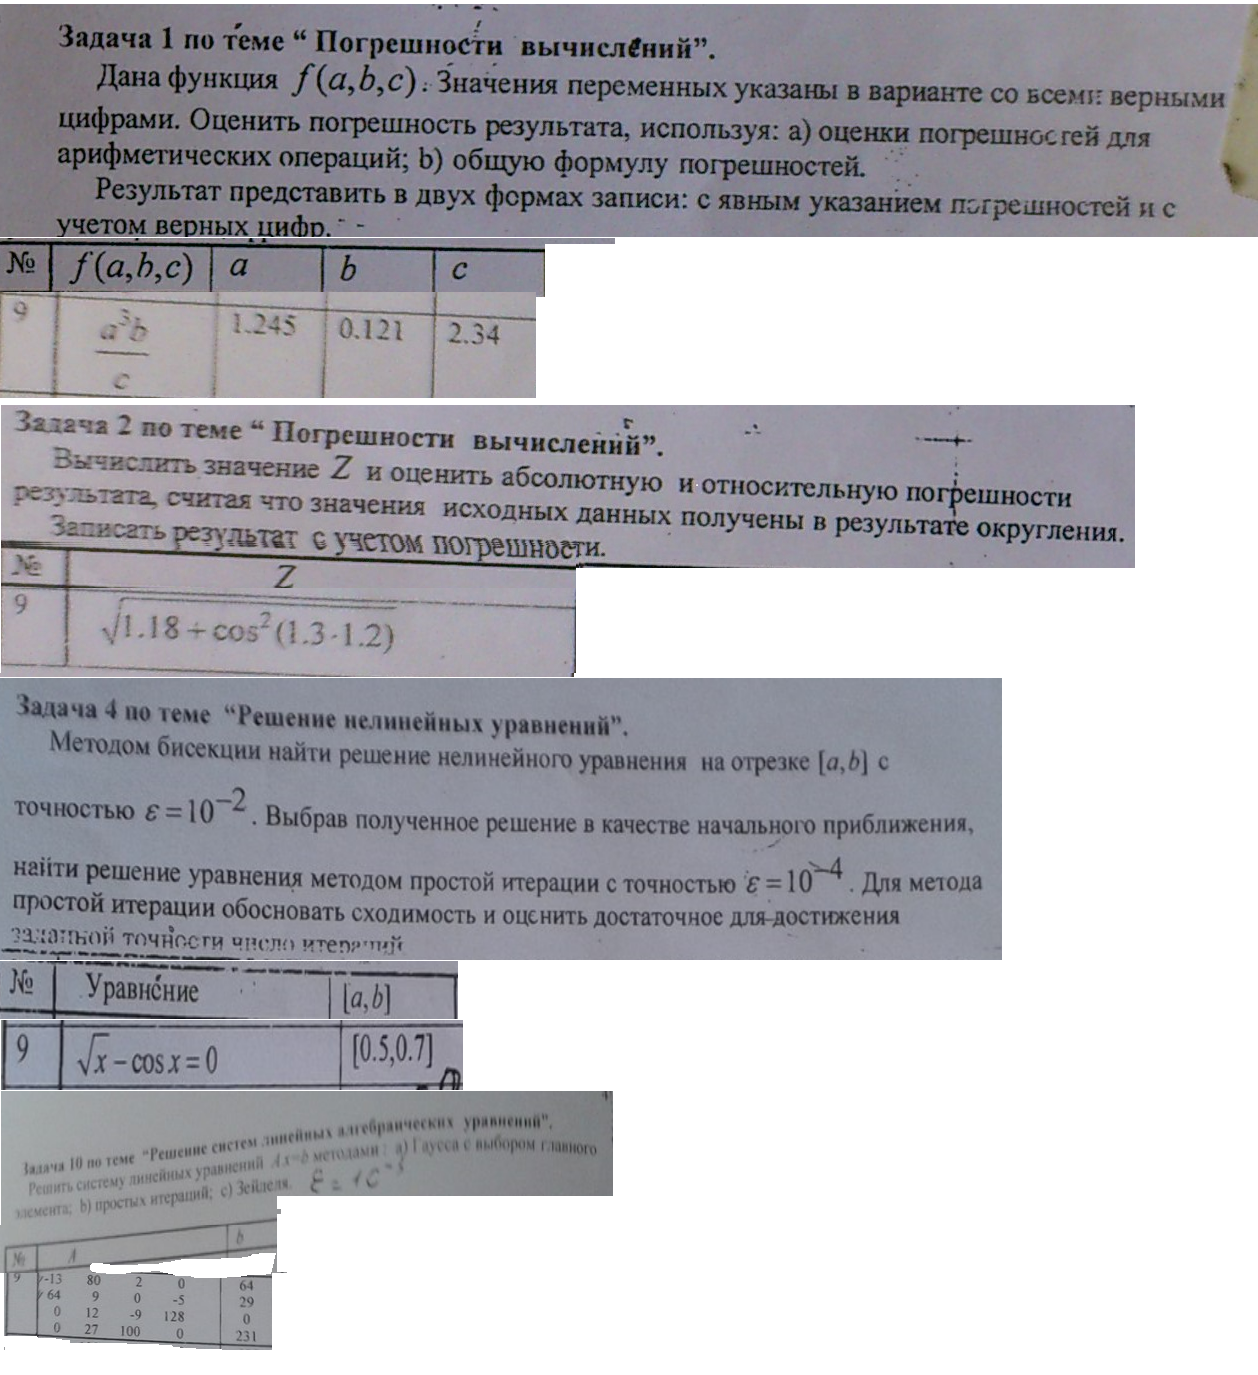 Задача 1 по теме “ Погрешности вычислений”.
Дана функция f(a,b,c). Значения переменных указаны в варианте со всеми верными
цифрами. Оценить погрешность результата, используя: a) оценки погрешностей для
арифметических операций; b) общую формулу погрешностей.
Результат представить в двух формах записи: с явным указанием погрешностей и с
учетом верных цифр.
№ f(a,b,c) a b c
9 a³b / c 1.245 0.121 2.34
Задача 2 по теме “ Погрешности вычислений”.
Вычислить значение Z и оценить абсолютную и относительную погрешности
результата, считая что значения исходных данных получены в результате округления.
Записать результат с учетом погрешности.
№ Z
9 √1.18 + cos²(1.3·1.2)
Задача 4 по теме “Решение нелинейных уравнений”.
Методом бисекции найти решение нелинейного уравнения на отрезке [a,b] с
точностью ε = 10⁻². Выбрав полученное решение в качестве начального приближения,
найти решение уравнения методом простой итерации с точностью ε = 10⁻⁴. Для метода
простой итерации обосновать сходимость и оценить достаточное для достижения
заданной точности число итераций
№ Уравнение [a,b]
9 √x – cos x = 0 [0.5,0.7]
Задача 10 по теме “Решение систем линейных алгебраических уравнений”.
Решить систему линейных уравнений Ax=b методами: a) Гаусса с выбором главного
элемента; b) простых итераций; c) Зейделя. ε = 10⁻³
№ A b
9 -13 80 2 0 64
64 9 0 -5 29
0 12 -9 128 0
0 27 100 0 231